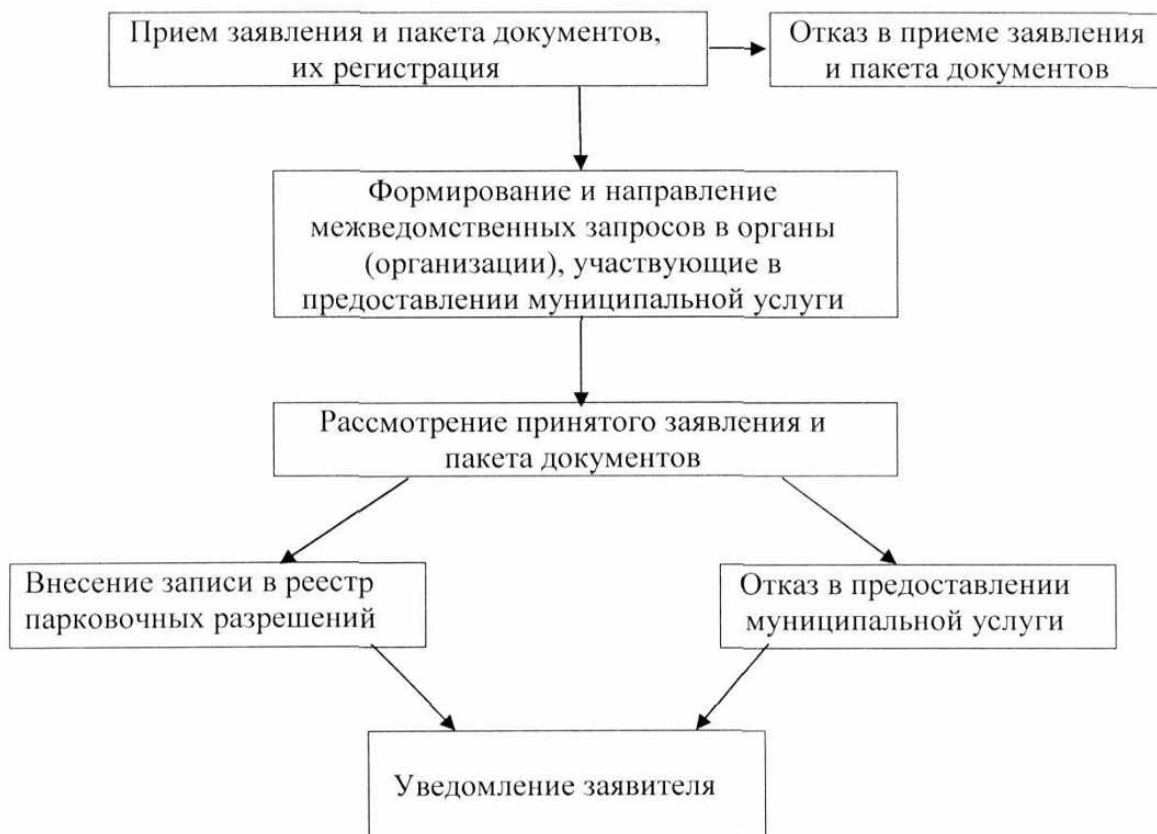 Прием заявления и пакета документов,
их регистрация
Отказ в приеме заявления
и пакета документов
Формирование и направление
межведомственных запросов в органы
(организации), участвующие в
предоставлении муниципальной услуги
Рассмотрение принятого заявления и
пакета документов
Внесение записи в реестр
парковочных разрешений
Отказ в предоставлении
муниципальной услуги
Уведомление заявителя